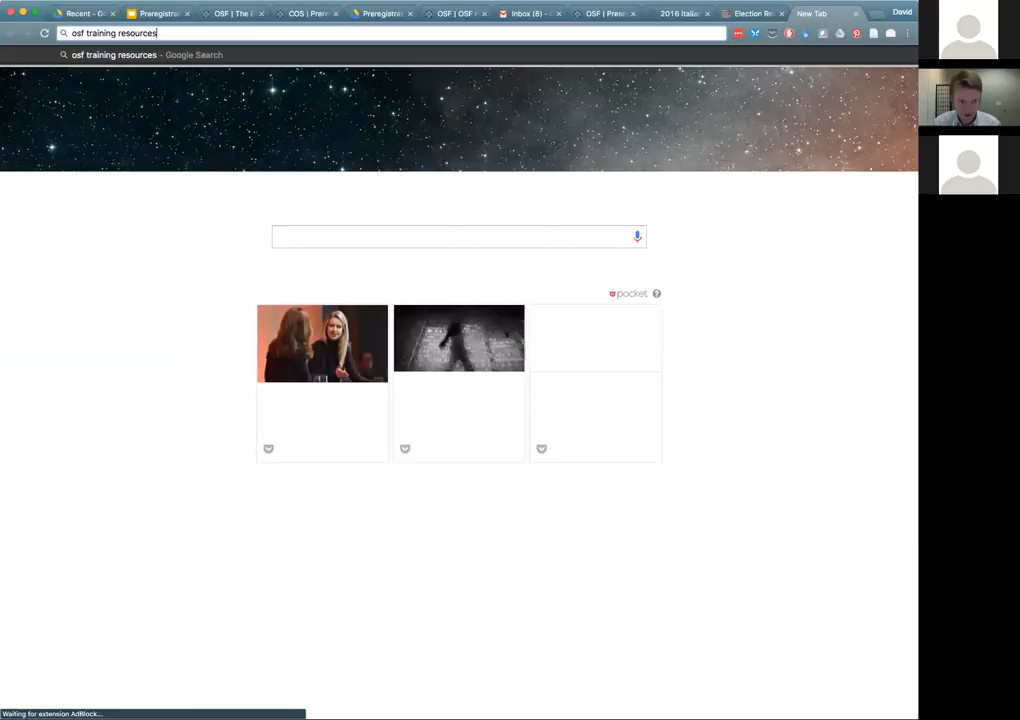 Recent - Go
Preregistra
OSF | The E
COS | Prer
Preregistra
OSF | OSF
Inbox (8) -
OSF | Prese
2016 Italian
Election Re
New Tab
David
osf training resources
osf training resources – Google Search
pocket
Waiting for extension AdBlock...